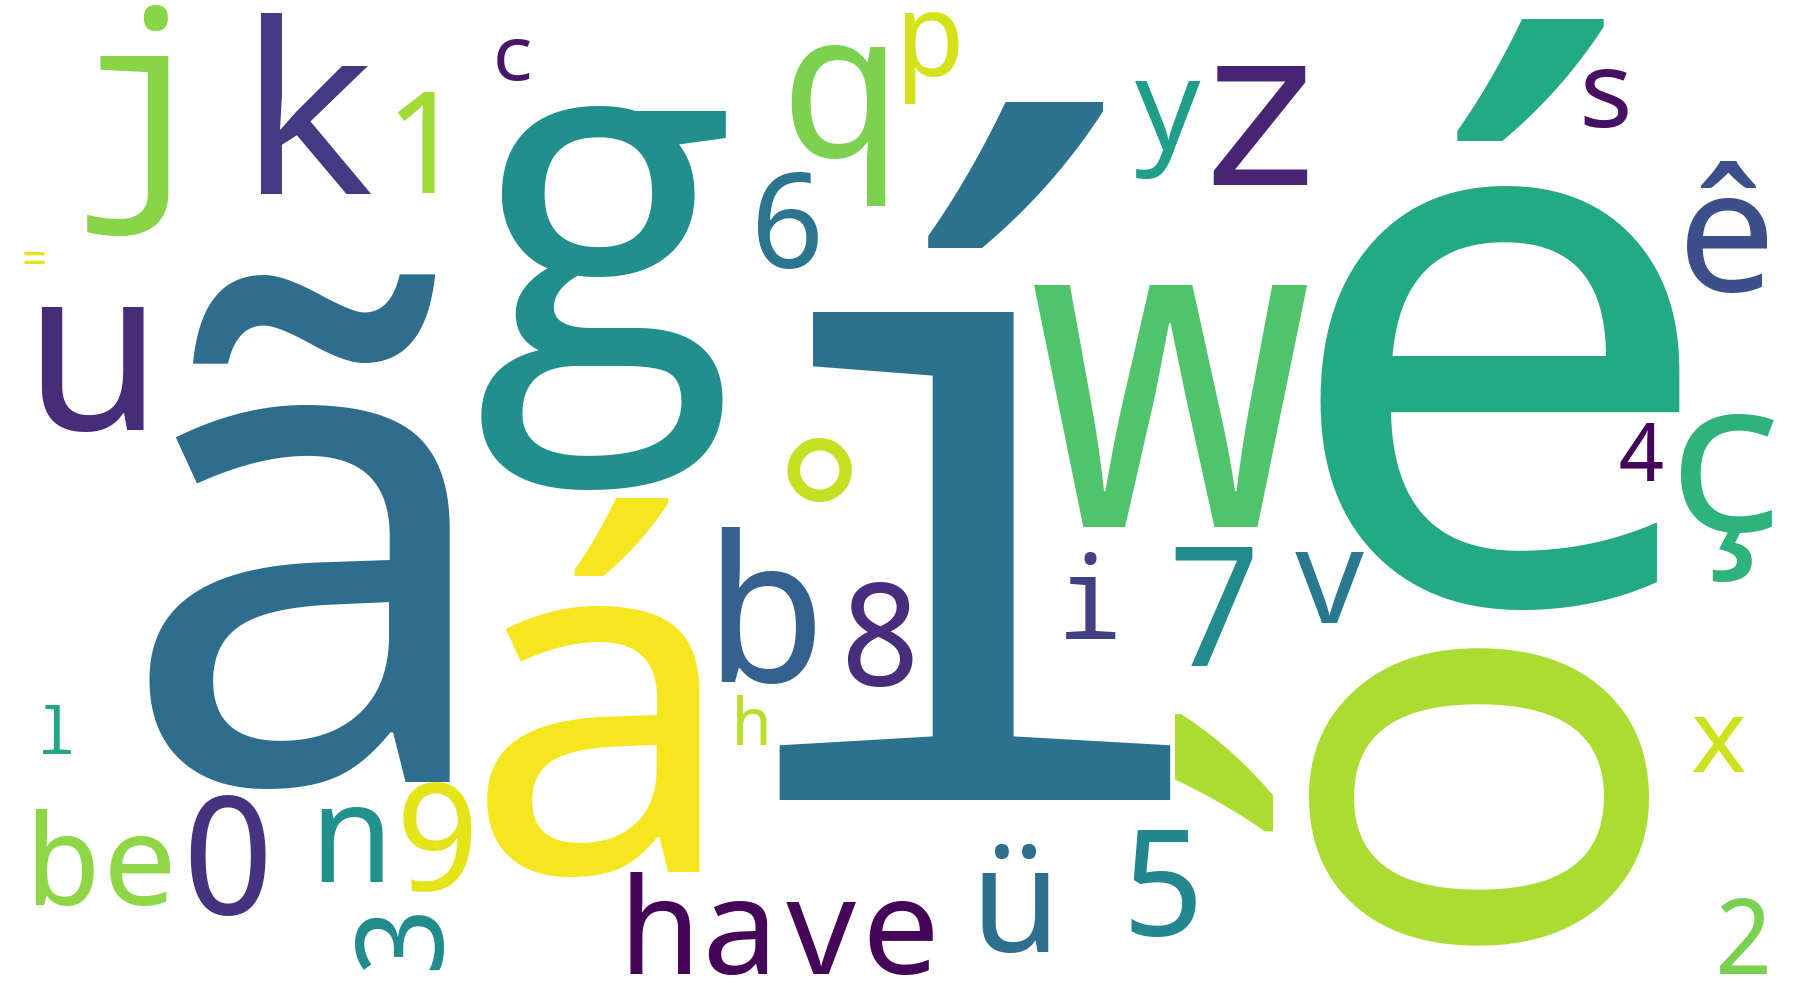 j k 1 c q p y z s
g 6 í é ê
= u ã w
° 4 ç
á b 8 i 7 v
l h ` o x
be 0 n 9 ü 5
3 have 2